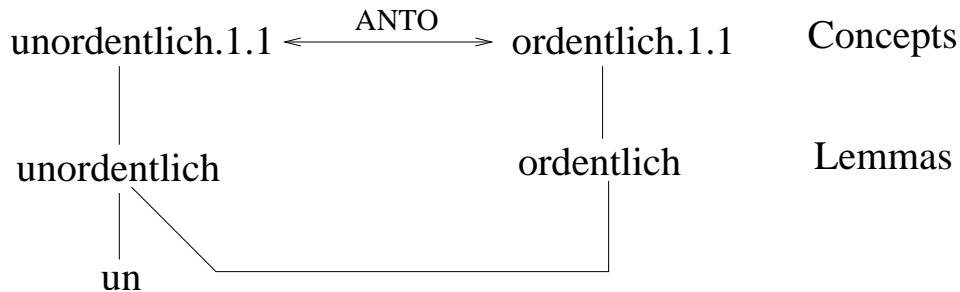 ANTO
unordentlich.1.1 ordentlich.1.1 Concepts
unordentlich ordentlich Lemmas
un